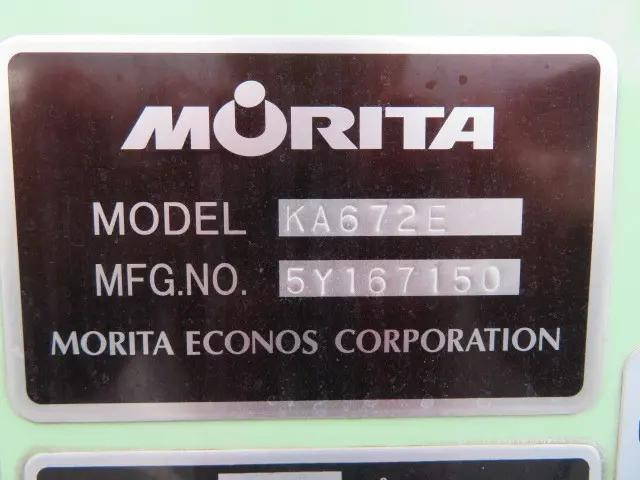 MORITA
MODEL KA672E
MFG.NO. 5Y167150
MORITA ECONOS CORPORATION